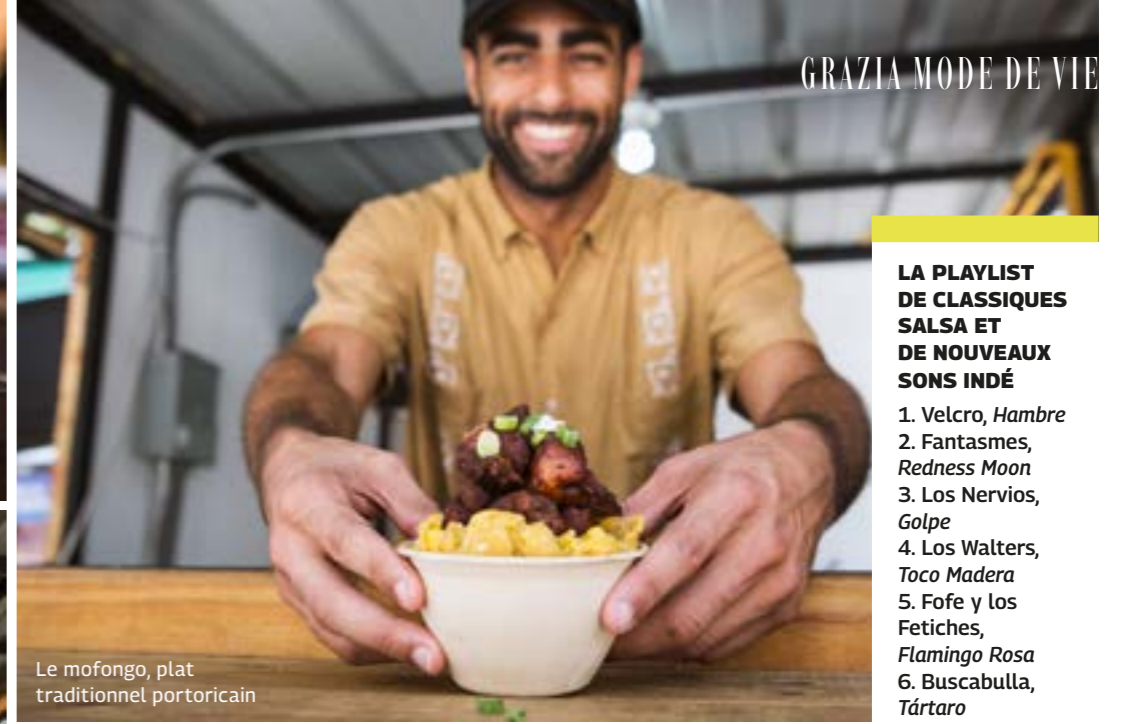 GRAZIA MODE DE VIE
LA PLAYLIST
DE CLASSIQUES
SALSA ET
DE NOUVEAUX
SONS INDÉ
1. Velcro, Hambre
2. Fantasmes,
Redness Moon
3. Los Nervios,
Golpe
4. Los Walters,
Toco Madera
5. Fofe y los
Fetiches,
Flamingo Rosa
6. Buscabulla,
Tártaro
Le mofongo, plat
traditionnel portoricain